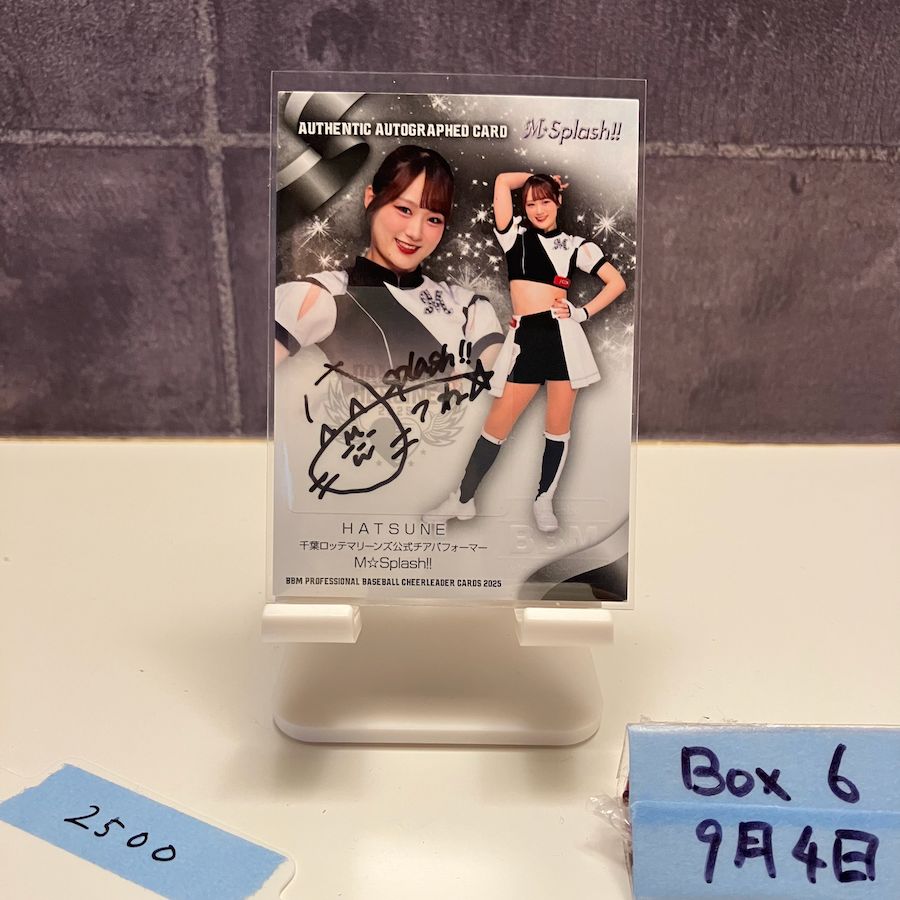 AUTHENTIC AUTOGRAPHED CARD
M☆Splash!!
M
M
Splash!!
HATSUNE
BBM
千葉ロッテマリーンズ公式チアパフォーマー
M☆Splash!!
BBM PROFESSIONAL BASEBALL CHEERLEADER CARDS 2025
2500
Box 6
9月4日